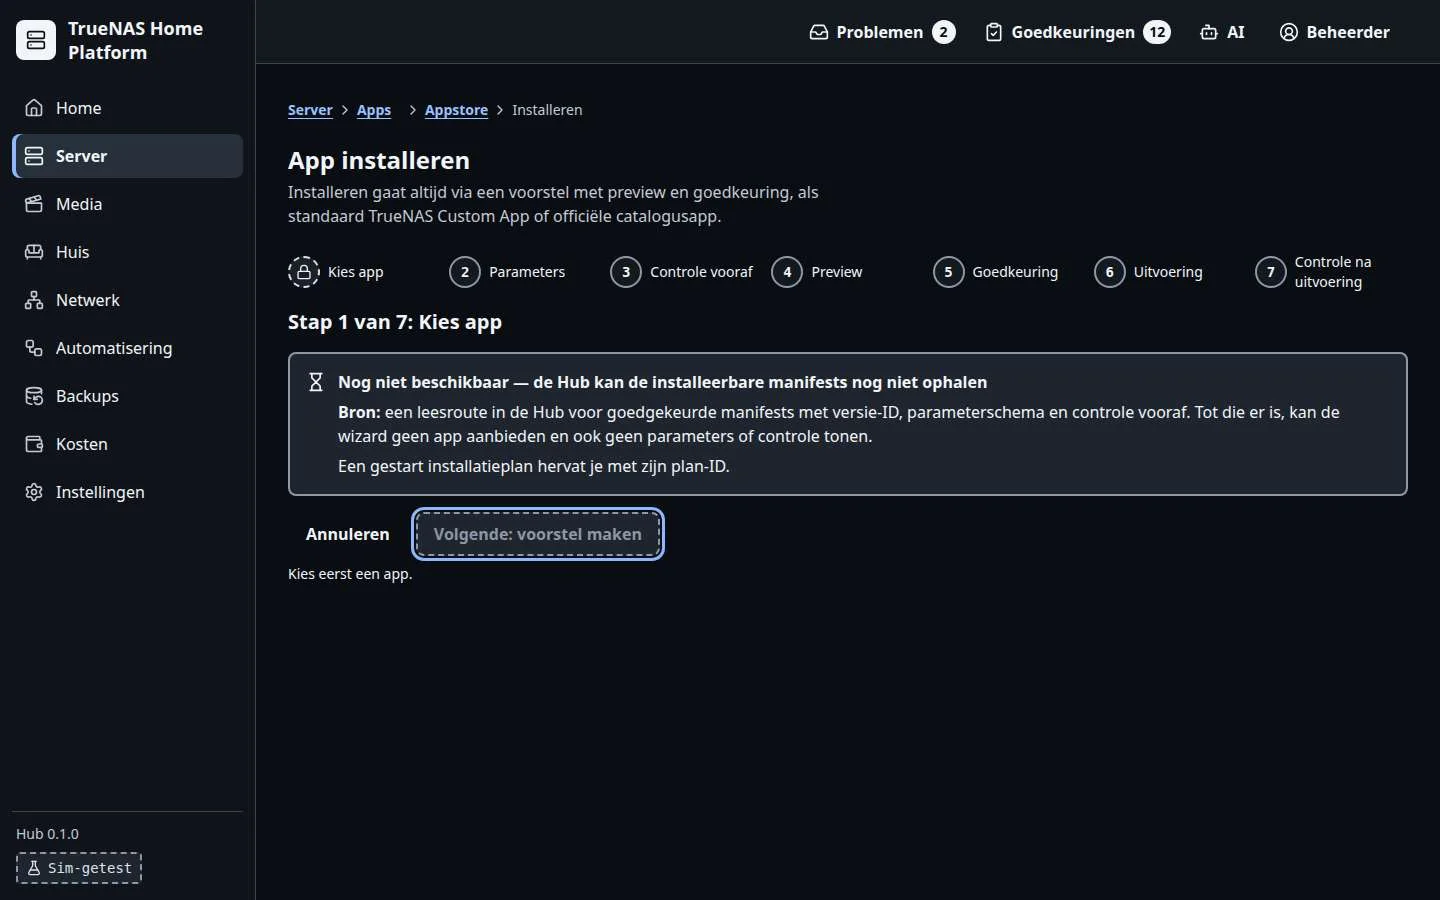 TrueNAS Home
Platform
Problemen 2
Goedkeuringen 12
AI
Beheerder
Home
Server
Media
Huis
Netwerk
Automatisering
Backups
Kosten
Instellingen
Hub 0.1.0
Sim-getest
Server > Apps > Appstore > Installeren
App installeren
Installeren gaat altijd via een voorstel met preview en goedkeuring, als
standaard TrueNAS Custom App of officiële catalogusapp.
Kies app
2 Parameters
3 Controle vooraf
4 Preview
5 Goedkeuring
6 Uitvoering
7 Controle na
uitvoering
Stap 1 van 7: Kies app
Nog niet beschikbaar — de Hub kan de installeerbare manifests nog niet ophalen
Bron: een leesroute in de Hub voor goedgekeurde manifests met versie-ID, parameterschema en controle vooraf. Tot die er is, kan de
wizard geen app aanbieden en ook geen parameters of controle tonen.
Een gestart installatieplan hervat je met zijn plan-ID.
Annuleren
Volgende: voorstel maken
Kies eerst een app.